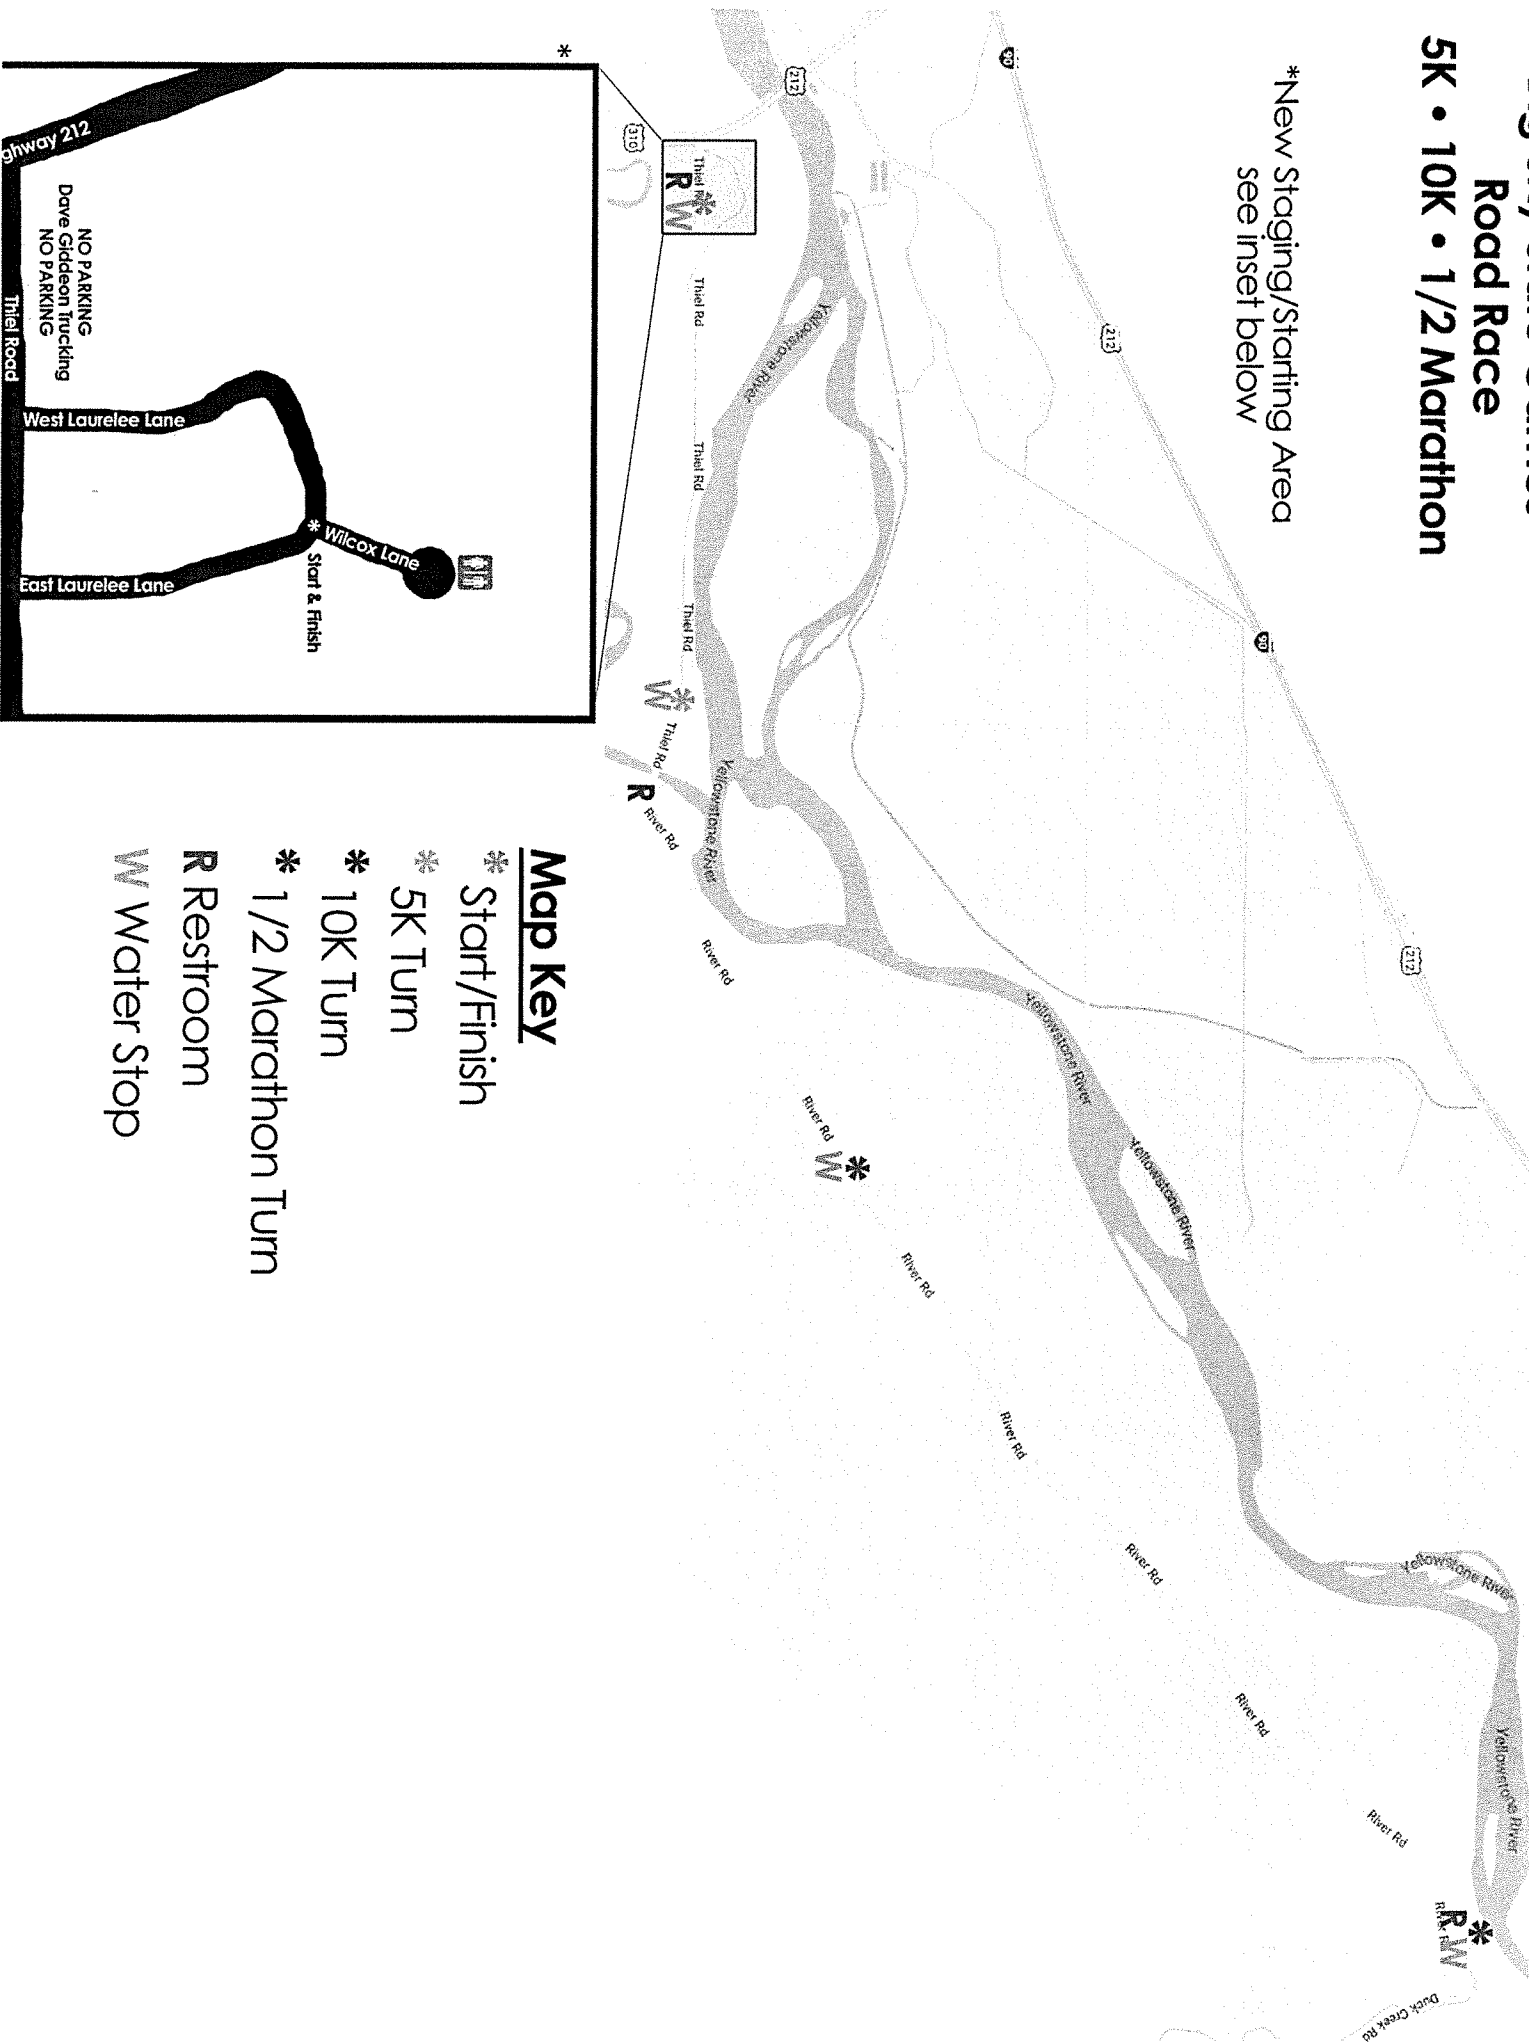 Road Race
5K • 10K • 1/2 Marathon
*New Staging/Starting Area
see inset below
90
212
90
212
212
310
Thiel Rd
R W
Thiel Rd
Thiel Rd
Thiel Rd
W
Thiel Rd
R
River Rd
River Rd
River Rd
W
River Rd
River Rd
River Rd
River Rd
River Rd
R W
Duck Creek Rd
Yellowstone River
Yellowstone River
Yellowstone River
Yellowstone River
Yellowstone River
Yellowstone River
*
ghway 212
NO PARKING
Dave Giddeon Trucking
NO PARKING
Thiel Road
West Laurelee Lane
East Laurelee Lane
* Wilcox Lane
Start & Finish
Map Key
* Start/Finish
* 5K Turn
* 10K Turn
* 1/2 Marathon Turn
R Restroom
W Water Stop